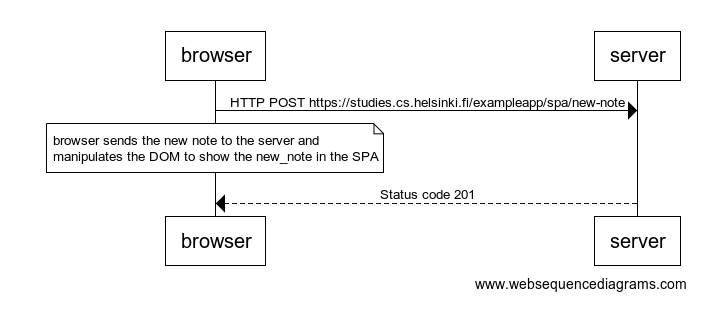 browser
server
HTTP POST https://studies.cs.helsinki.fi/exampleapp/spa/new-note
browser sends the new note to the server and
manipulates the DOM to show the new_note in the SPA
Status code 201
browser
server
www.websequencediagrams.com